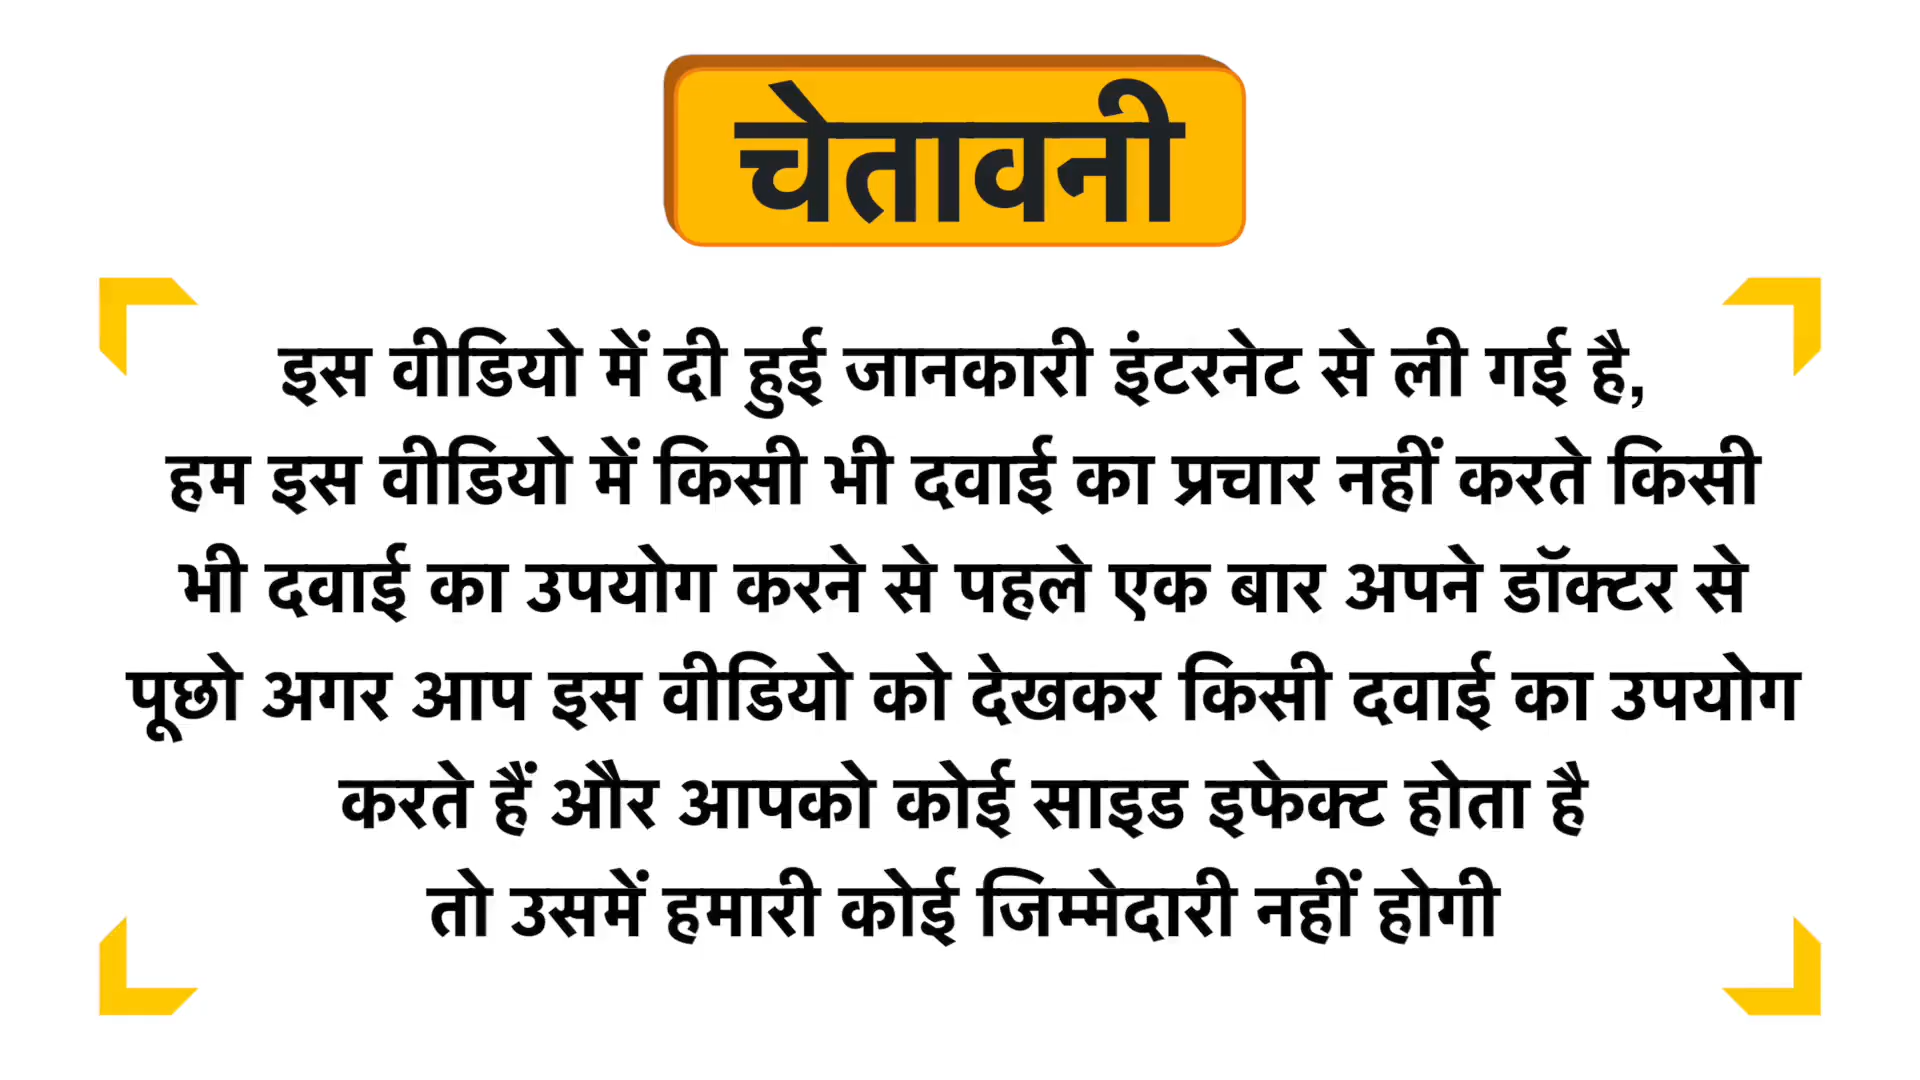 चेतावनी
इस वीडियो में दी हुई जानकारी इंटरनेट से ली गई है,
हम इस वीडियो में किसी भी दवाई का प्रचार नहीं करते किसी
भी दवाई का उपयोग करने से पहले एक बार अपने डॉक्टर से
पूछो अगर आप इस वीडियो को देखकर किसी दवाई का उपयोग
करते हैं और आपको कोई साइड इफेक्ट होता है
तो उसमें हमारी कोई जिम्मेदारी नहीं होगी